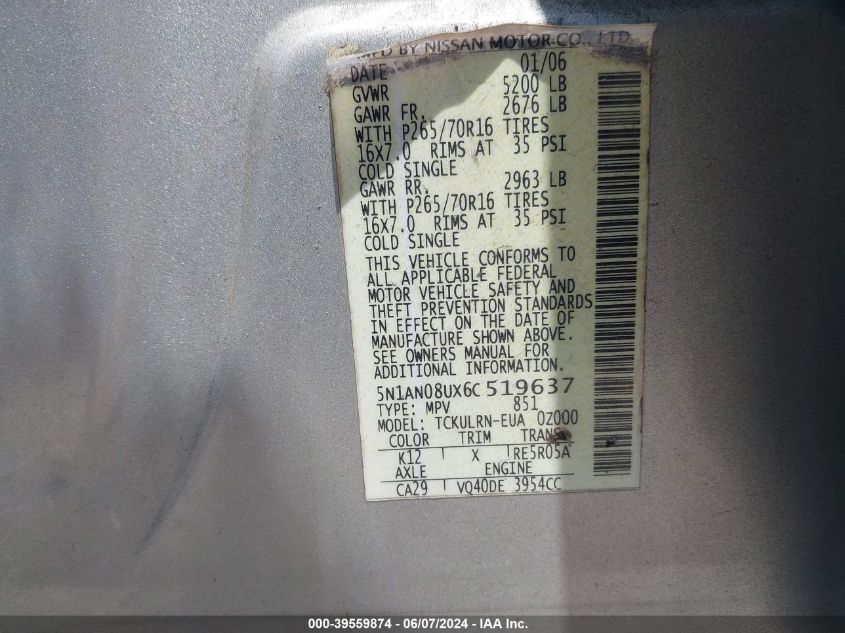 MFD BY NISSAN MOTOR CO., LTD.
DATE 01/06
GVWR 5200 LB
GAWR FR. 2676 LB
WITH P265/70R16 TIRES
16X7.0 RIMS AT 35 PSI
COLD SINGLE
GAWR RR. 2963 LB
WITH P265/70R16 TIRES
16X7.0 RIMS AT 35 PSI
COLD SINGLE
THIS VEHICLE CONFORMS TO
ALL APPLICABLE FEDERAL
MOTOR VEHICLE SAFETY AND
THEFT PREVENTION STANDARDS
IN EFFECT ON THE DATE OF
MANUFACTURE SHOWN ABOVE.
SEE OWNERS MANUAL FOR
ADDITIONAL INFORMATION.
5N1AN08UX6C 519637
TYPE: MPV 851
MODEL: TCKULRN-EUA 0Z000
COLOR TRIM TRANS
K12 X RE5R05A
AXLE ENGINE
CA29 VQ40DE 3954CC
000-39559874 | 06/07/2024 - IAA Inc.